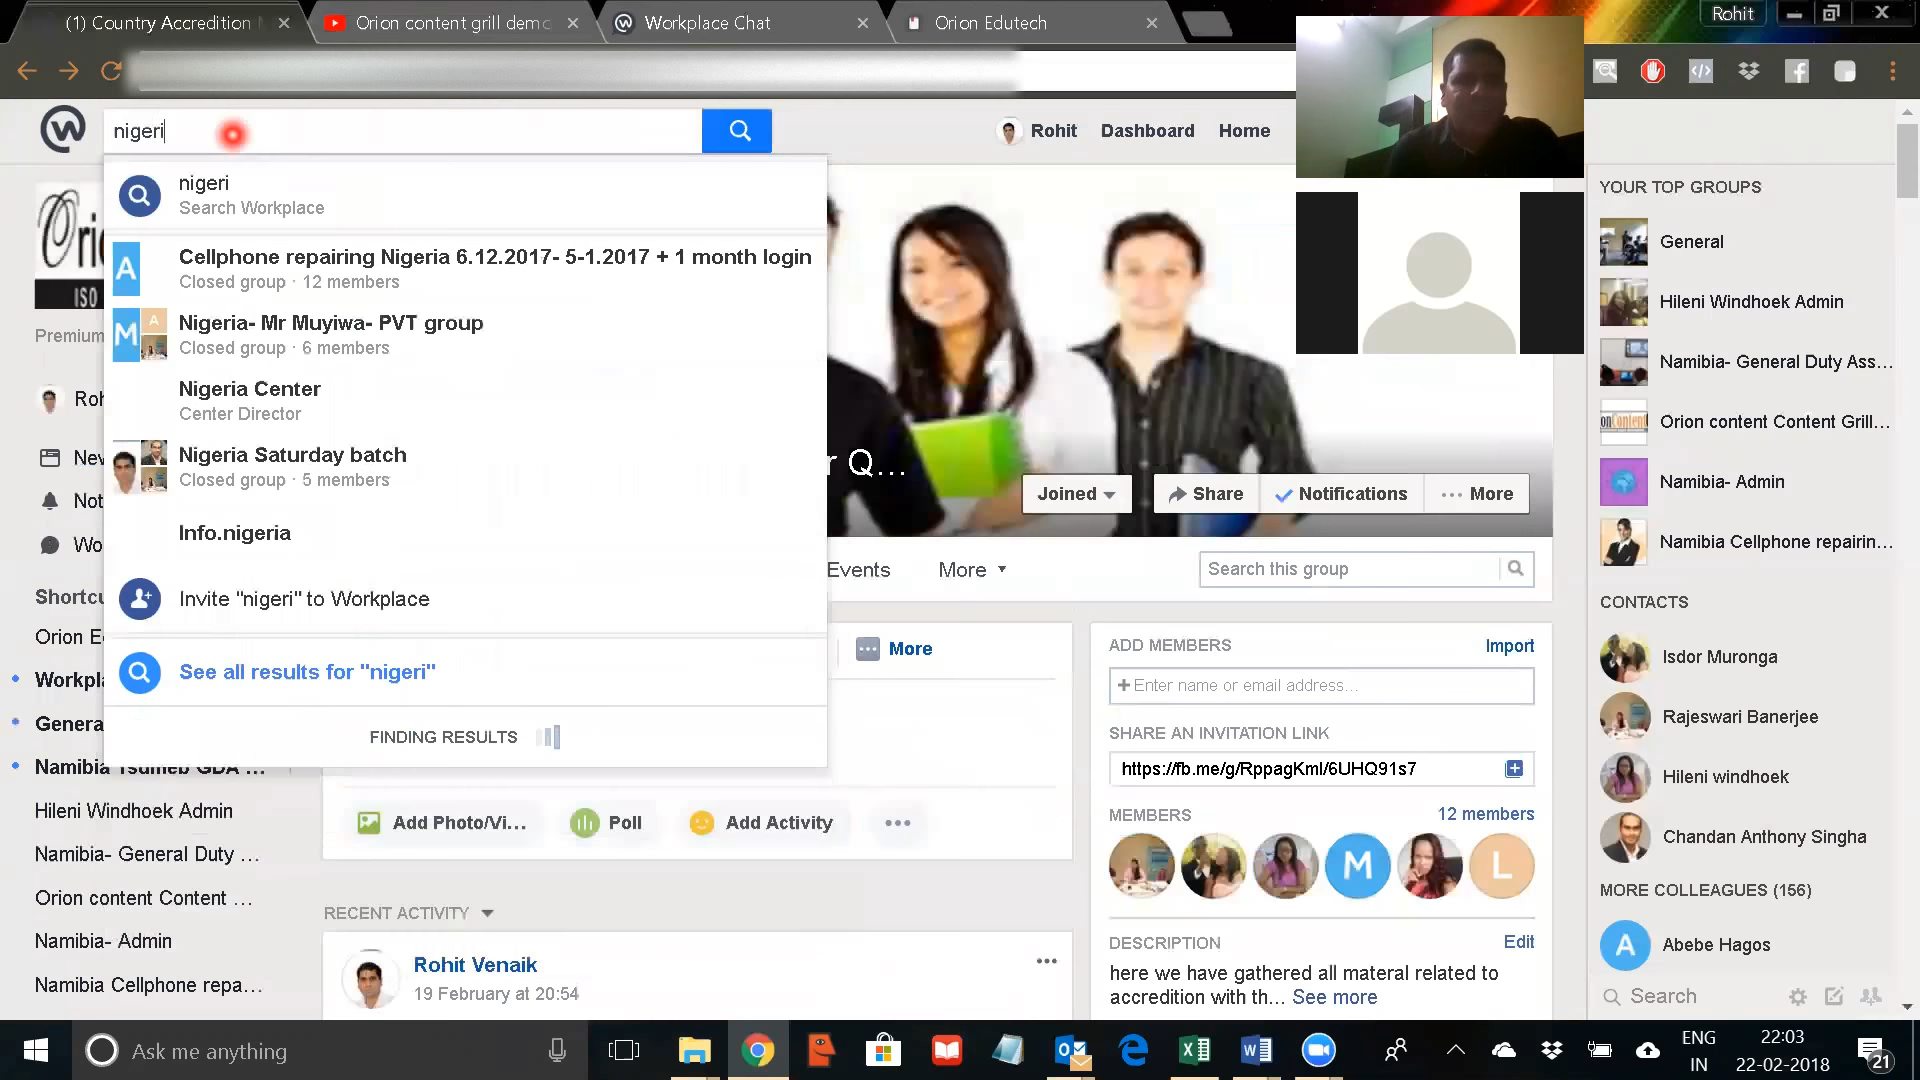 (1) Country Accredition
Orion content grill demo
Workplace Chat
Orion Edutech
Rohit
nigeri
Rohit
Dashboard
Home
nigeri
Search Workplace
Cellphone repairing Nigeria 6.12.2017- 5-1.2017 + 1 month login
Closed group · 12 members
Nigeria- Mr Muyiwa- PVT group
Closed group · 6 members
Nigeria Center
Center Director
Nigeria Saturday batch
Closed group · 5 members
Info.nigeria
Invite "nigeri" to Workplace
See all results for "nigeri"
FINDING RESULTS
ISO
Premium
Roh
New
Not
Wo
Shortcu
Orion E
Workpla
Genera
Namibia Tsumeb GDA ...
Hileni Windhoek Admin
Namibia- General Duty ...
Orion content Content ...
Namibia- Admin
Namibia Cellphone repa...
r Q...
Joined
Share
Notifications
More
Events
More
Search this group
More
Add Photo/Vi...
Poll
Add Activity
RECENT ACTIVITY
Rohit Venaik
19 February at 20:54
ADD MEMBERS
Import
Enter name or email address...
SHARE AN INVITATION LINK
https://fb.me/g/RppagKml/6UHQ91s7
MEMBERS
12 members
M
L
DESCRIPTION
Edit
here we have gathered all materal related to
accredition with th... See more
YOUR TOP GROUPS
General
Hileni Windhoek Admin
Namibia- General Duty Ass...
Orion content Content Grill...
Namibia- Admin
Namibia Cellphone repairin...
CONTACTS
Isdor Muronga
Rajeswari Banerjee
Hileni windhoek
Chandan Anthony Singha
MORE COLLEAGUES (156)
A
Abebe Hagos
Search
Ask me anything
ENG
IN
22:03
22-02-2018
21